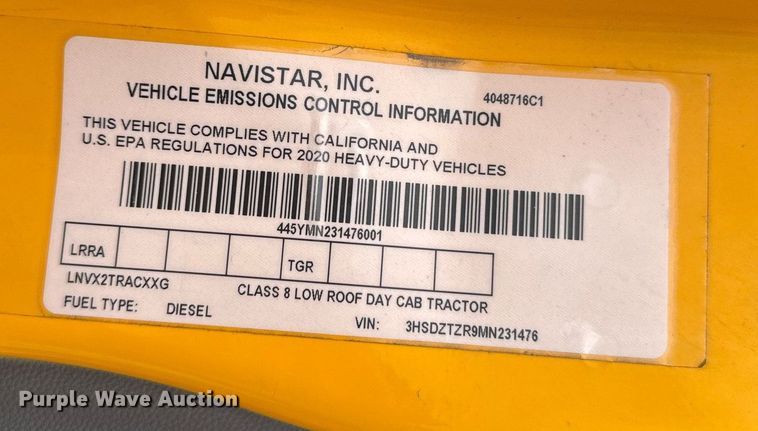 NAVISTAR, INC.
4048716C1
VEHICLE EMISSIONS CONTROL INFORMATION
THIS VEHICLE COMPLIES WITH CALIFORNIA AND
U.S. EPA REGULATIONS FOR 2020 HEAVY-DUTY VEHICLES
445YMN231476001
LRRA TGR
LNVX2TRACXXG CLASS 8 LOW ROOF DAY CAB TRACTOR
FUEL TYPE: DIESEL VIN: 3HSDZTZR9MN231476
Purple Wave Auction